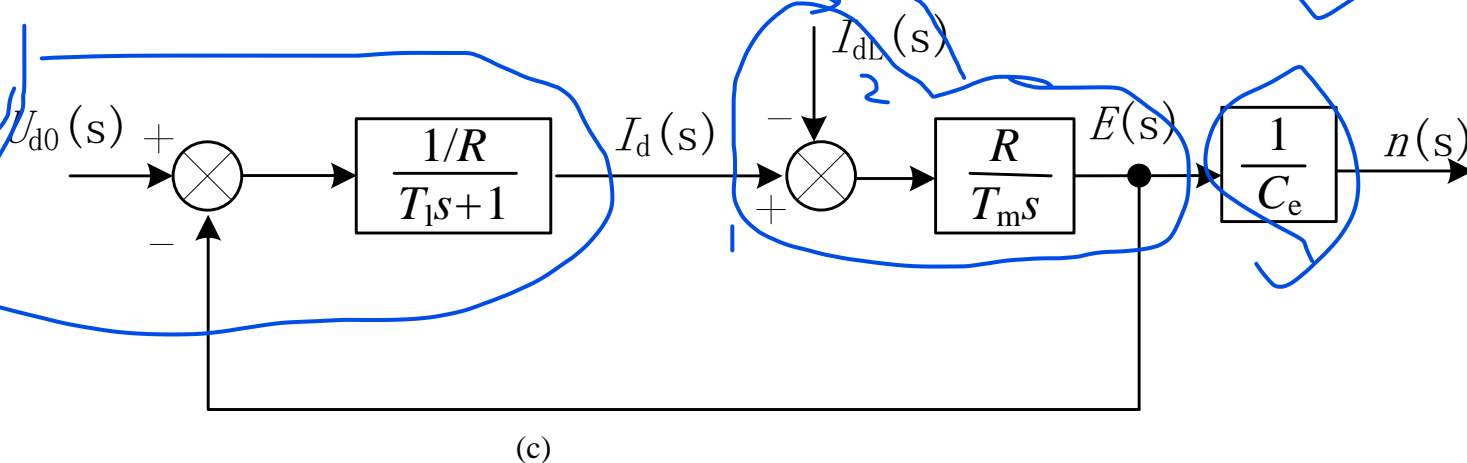 U_d0(s) + 1/R I_d(s) − I_dL(s) 2 R E(s) 1 n(s)
− T_l s+1 + T_m s C_e
1
(c)